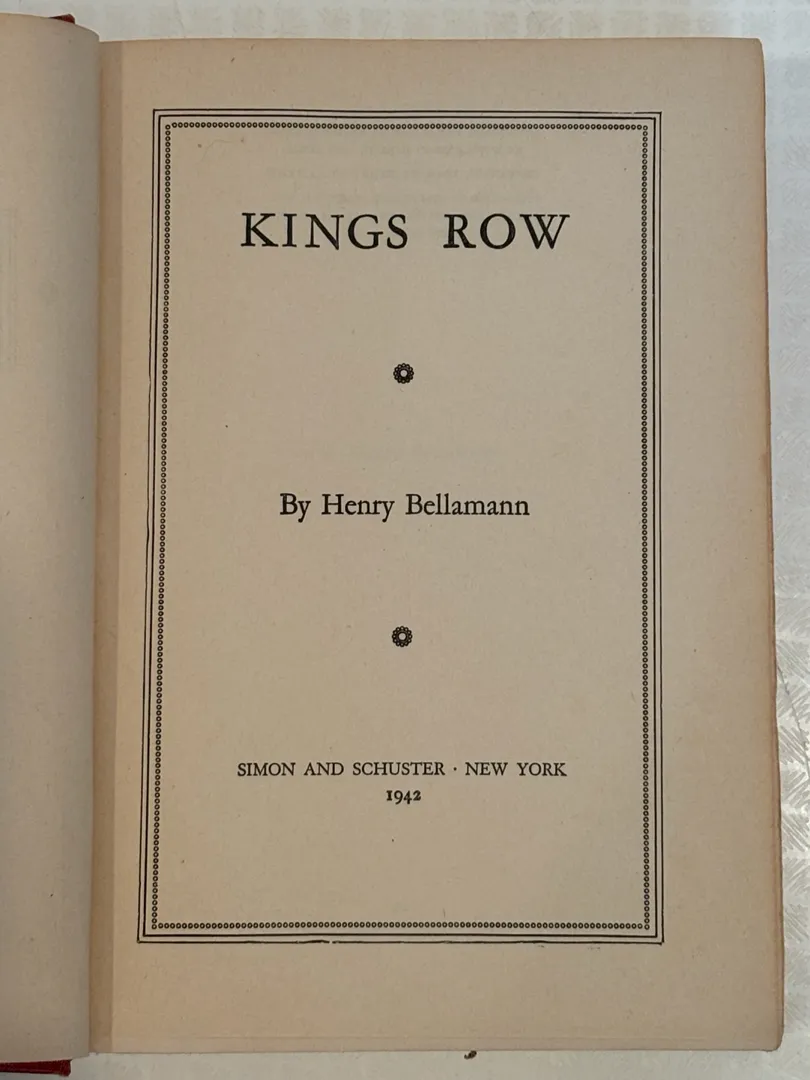 KINGS ROW
By Henry Bellamann
SIMON AND SCHUSTER · NEW YORK
1942